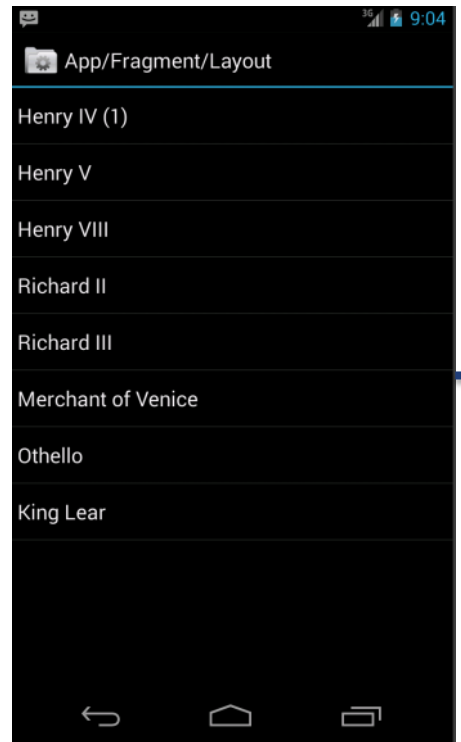 3G 9:04
App/Fragment/Layout
Henry IV (1)
Henry V
Henry VIII
Richard II
Richard III
Merchant of Venice
Othello
King Lear